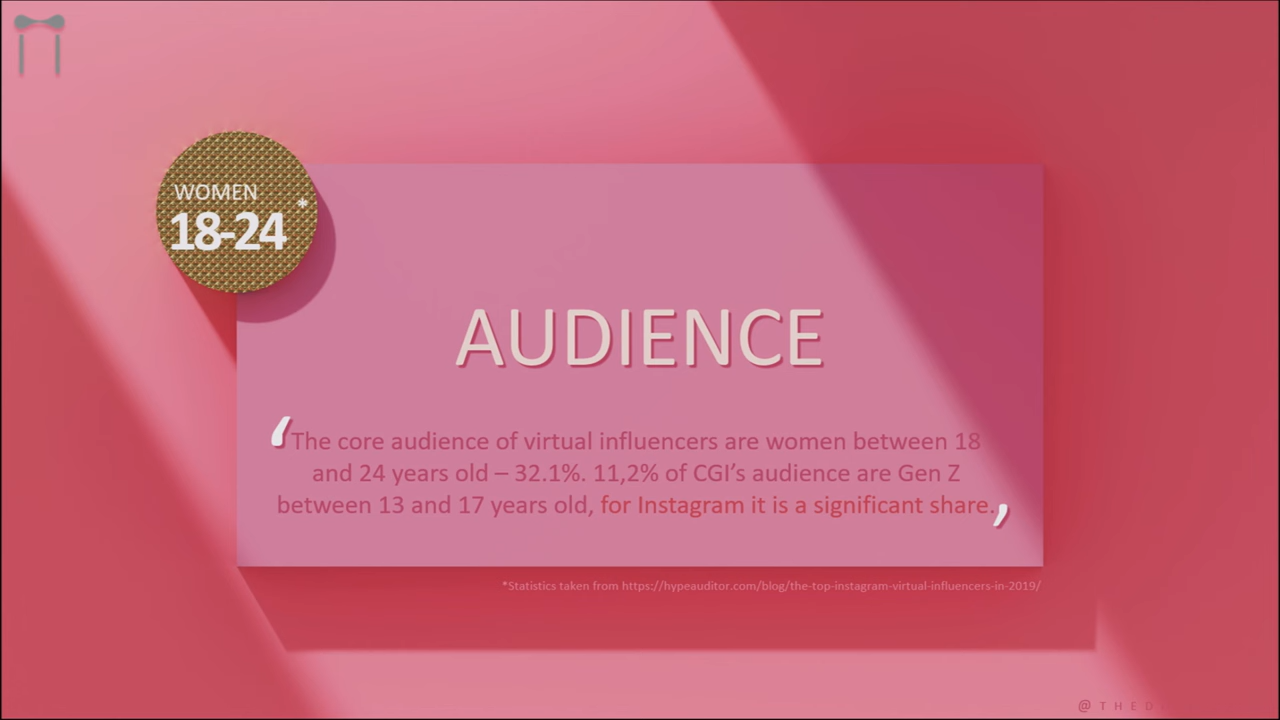 WOMEN
18-24 *
AUDIENCE
‘The core audience of virtual influencers are women between 18
and 24 years old – 32.1%. 11,2% of CGI’s audience are Gen Z
between 13 and 17 years old, for Instagram it is a significant share.,
*Statistics taken from https://hypeauditor.com/blog/the-top-instagram-virtual-influencers-in-2019/